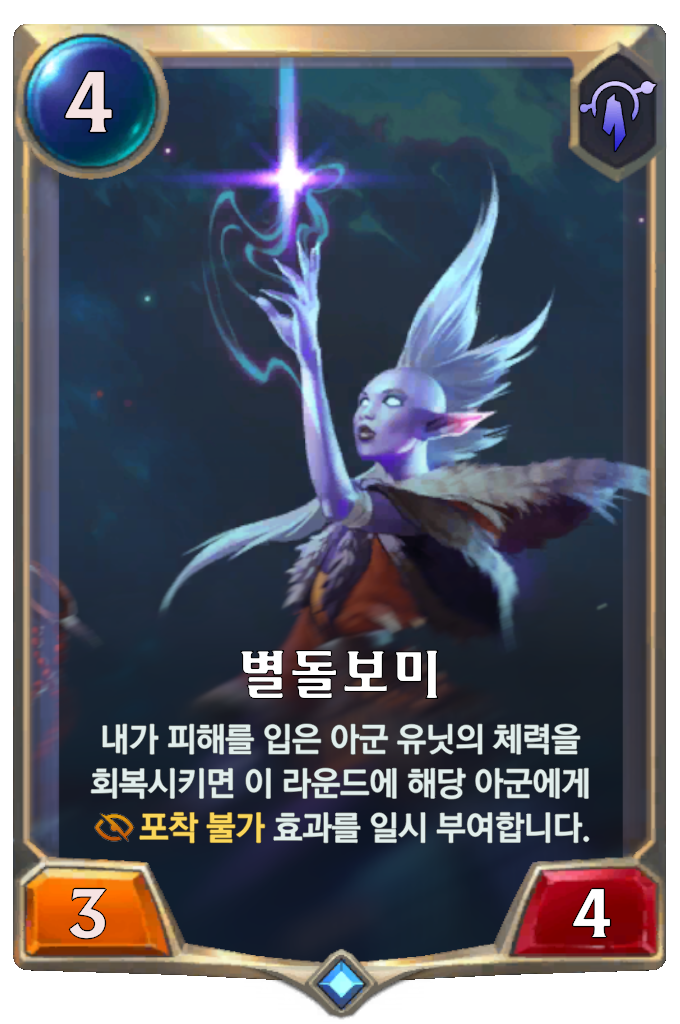 4
별돌보미
내가 피해를 입은 아군 유닛의 체력을
회복시키면 이 라운드에 해당 아군에게
포착 불가 효과를 일시 부여합니다.
3
4